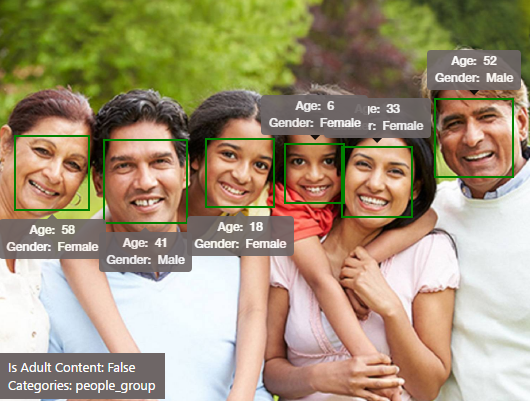 Age: 52
Gender: Male
Age: 6
Gender: Female
ge: 33
r: Female
Age: 58
Gender: Female
Age: 41
Gender: Male
Age: 18
Gender: Female
Is Adult Content: False
Categories: people_group